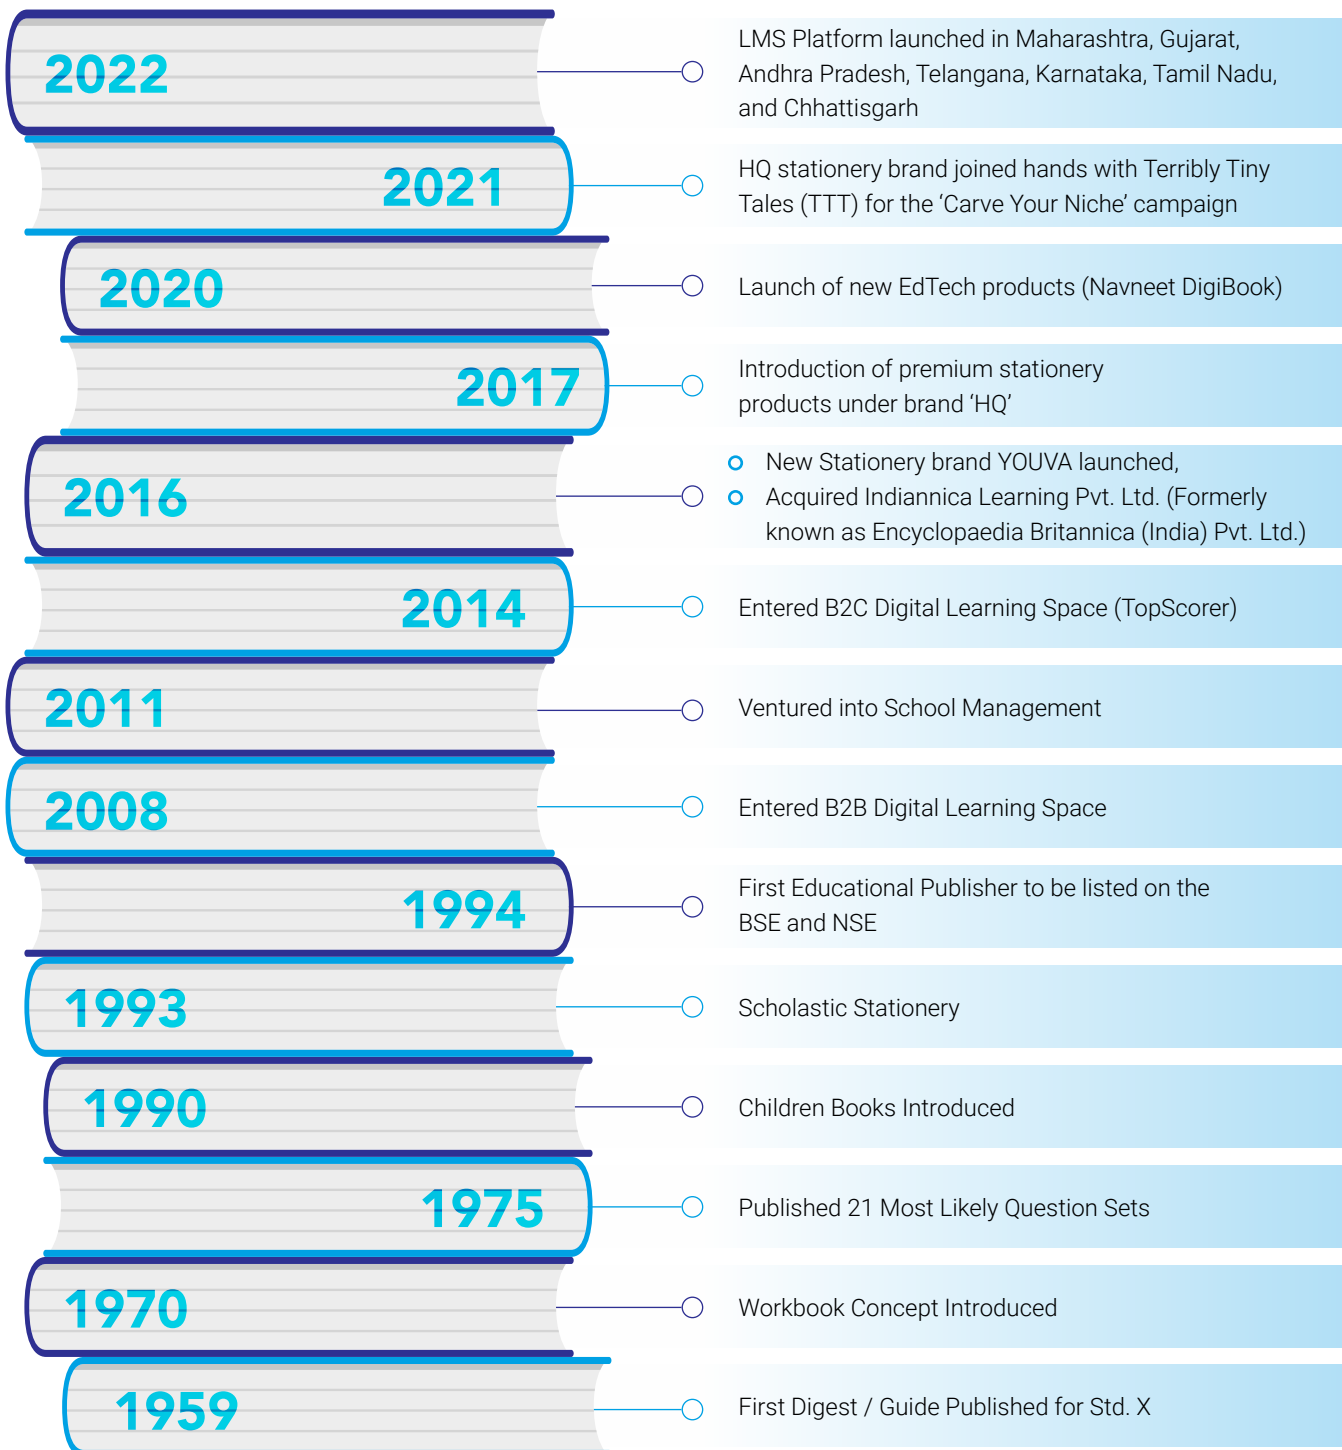 2022
LMS Platform launched in Maharashtra, Gujarat,
Andhra Pradesh, Telangana, Karnataka, Tamil Nadu,
and Chhattisgarh
2021
HQ stationery brand joined hands with Terribly Tiny
Tales (TTT) for the ‘Carve Your Niche’ campaign
2020
Launch of new EdTech products (Navneet DigiBook)
2017
Introduction of premium stationery
products under brand ‘HQ’
2016
New Stationery brand YOUVA launched,
Acquired Indiannica Learning Pvt. Ltd. (Formerly
known as Encyclopaedia Britannica (India) Pvt. Ltd.)
2014
Entered B2C Digital Learning Space (TopScorer)
2011
Ventured into School Management
2008
Entered B2B Digital Learning Space
1994
First Educational Publisher to be listed on the
BSE and NSE
1993
Scholastic Stationery
1990
Children Books Introduced
1975
Published 21 Most Likely Question Sets
1970
Workbook Concept Introduced
1959
First Digest / Guide Published for Std. X